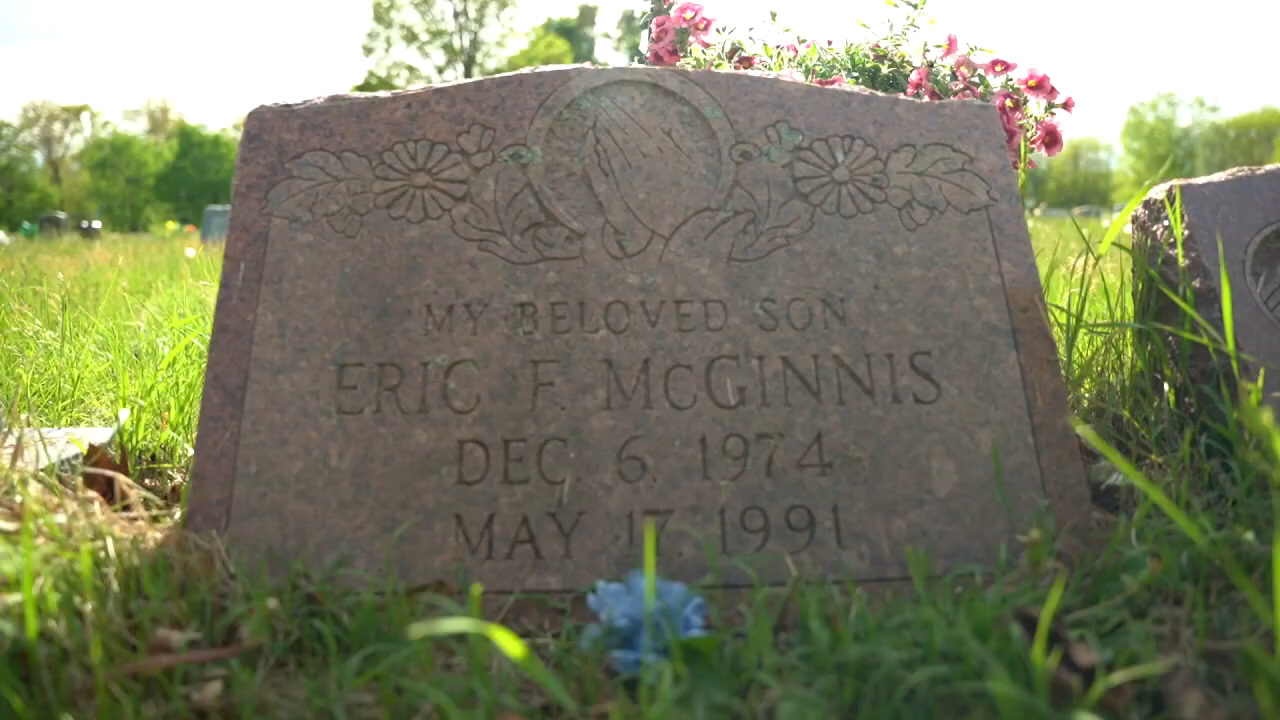 MY BELOVED SON
ERIC F. McGINNIS
DEC. 6, 1974
MAY 17, 1991